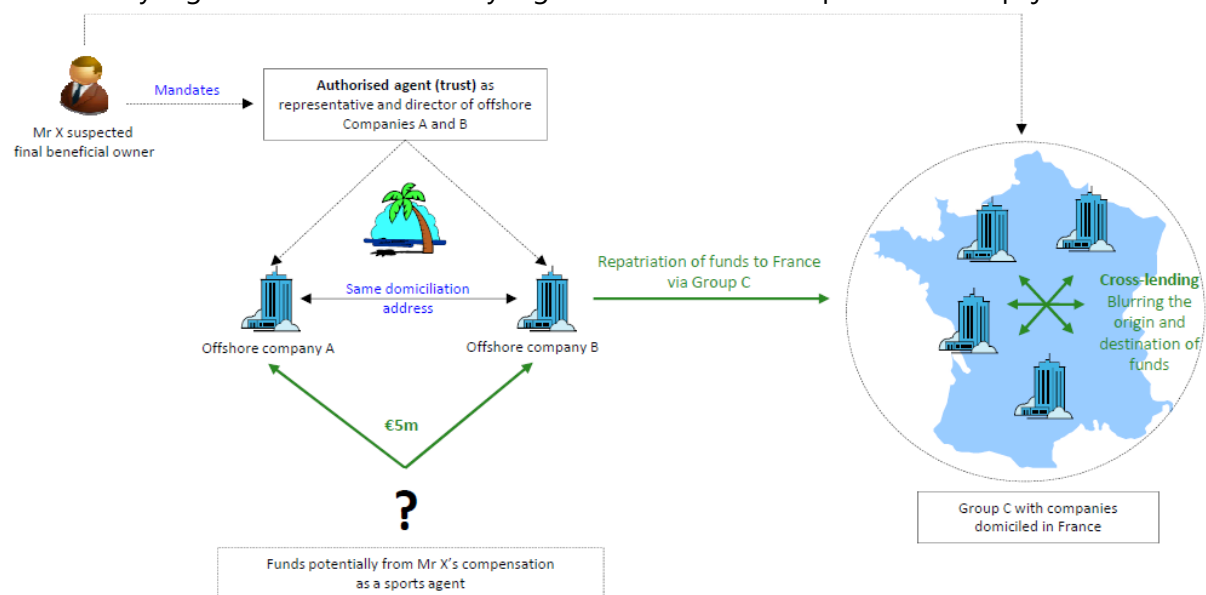 Mandates
Authorised agent (trust) as
representative and director of offshore
Companies A and B
Mr X suspected
final beneficial owner
Same domiciliation
address
Offshore company A
Offshore company B
Repatriation of funds to France
via Group C
Cross-lending
Blurring the
origin and
destination of
funds
€5m
?
Funds potentially from Mr X's compensation
as a sports agent
Group C with companies
domiciled in France